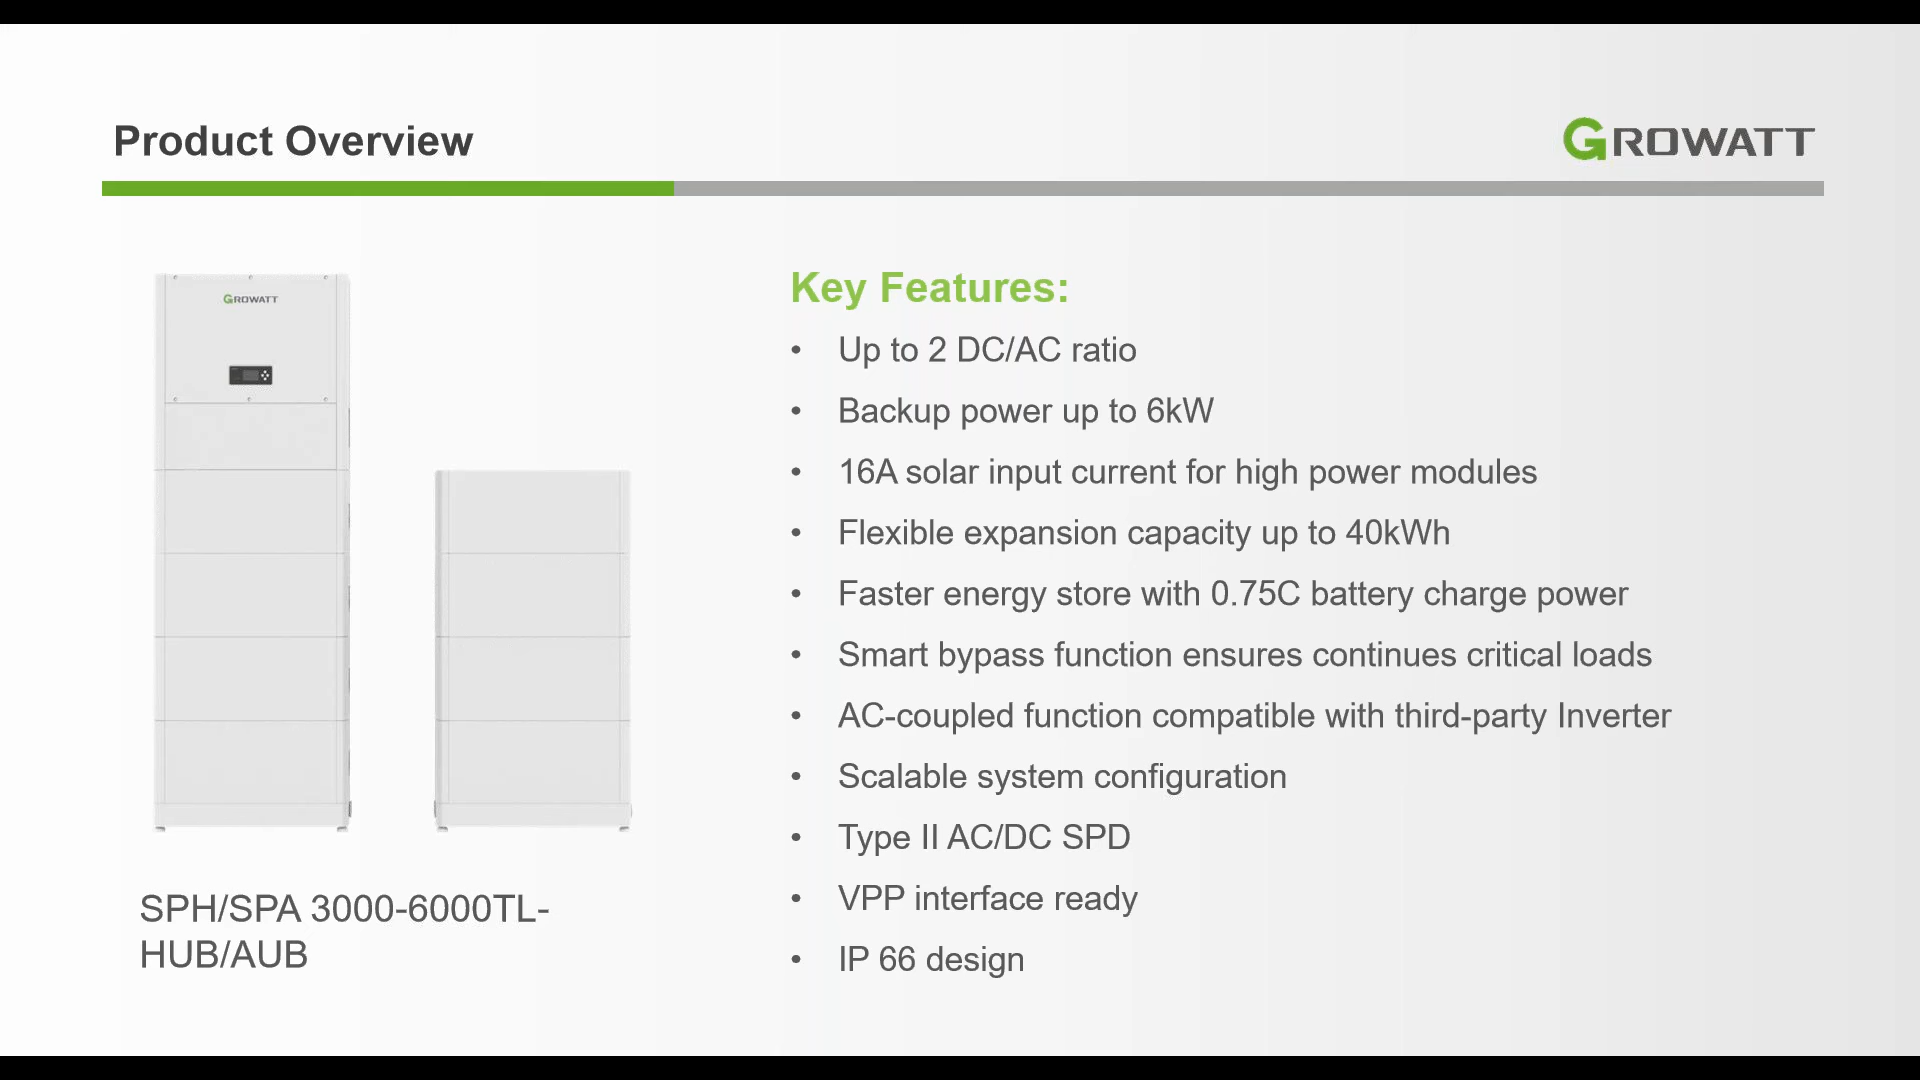 Product Overview
GROWATT
GROWATT
Key Features:
• Up to 2 DC/AC ratio
• Backup power up to 6kW
• 16A solar input current for high power modules
• Flexible expansion capacity up to 40kWh
• Faster energy store with 0.75C battery charge power
• Smart bypass function ensures continues critical loads
• AC-coupled function compatible with third-party Inverter
• Scalable system configuration
• Type II AC/DC SPD
• VPP interface ready
• IP 66 design
SPH/SPA 3000-6000TL-
HUB/AUB